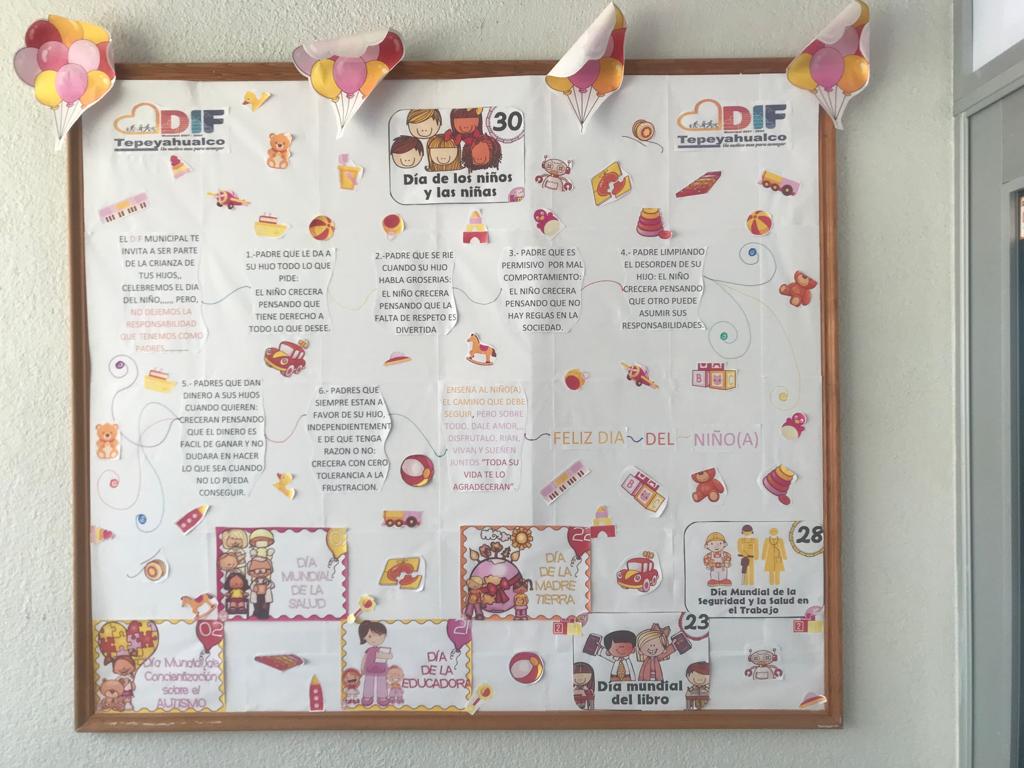 DIF
Tepeyahualco
30
Día de los niños
y las niñas
DIF
Tepeyahualco
EL DIF MUNICIPAL TE
INVITA A SER PARTE
DE LA CRIANZA DE
TUS HIJOS,,
CELEBREMOS EL DIA
DEL NIÑO,,,,,, PERO,
NO DEJEMOS LA
RESPONSABILIDAD
QUE TENEMOS COMO
PADRES
1.-PADRE QUE LE DA A
SU HIJO TODO LO QUE
PIDE:
EL NIÑO CRECERA
PENSANDO QUE
TIENE DERECHO A
TODO LO QUE DESEE.
2.-PADRE QUE SE RIE
CUANDO SU HIJO
HABLA GROSERIAS:
EL NIÑO CRECERA
PENSANDO QUE LA
FALTA DE RESPETO ES
DIVERTIDA
3.- PADRE QUE ES
PERMISIVO POR MAL
COMPORTAMIENTO:
EL NIÑO CRECERA
PENSANDO QUE NO
HAY REGLAS EN LA
SOCIEDAD.
4.- PADRE LIMPIANDO
EL DESORDEN DE SU
HIJO: EL NIÑO
CRECERA PENSANDO
QUE OTRO PUEDE
ASUMIR SUS
RESPONSABILIDADES.
5.- PADRES QUE DAN
DINERO A SUS HIJOS
CUANDO QUIEREN:
CRECERAN PENSANDO
QUE EL DINERO ES
FACIL DE GANAR Y NO
DUDARA EN HACER
LO QUE SEA CUANDO
NO LO PUEDA
CONSEGUIR.
6.- PADRES QUE
SIEMPRE ESTAN A
FAVOR DE SU HIJO,
INDEPENDIENTEMENT
E DE QUE TENGA
RAZON O NO:
CRECERA CON CERO
TOLERANCIA A LA
FRUSTRACION.
ENSEÑA AL NIÑO(A)
EL CAMINO QUE DEBE
SEGUIR, PERO SOBRE
TODO, DALE AMOR,,,
DISFRUTALO, RIAN,
VIVAN Y SUEÑEN
JUNTOS "TODA SU
VIDA TE LO
AGRADECERAN".
FELIZ DIA DEL NIÑO(A)
DÍA
MUNDIAL
DE LA
SALUD
22
DÍA
DE LA
MADRE
TIERRA
28
Día Mundial de la
Seguridad y la Salud en
el Trabajo
02
Día Mundial de
Concientización
sobre el
AUTISMO
DÍA
DE LA
EDUCADORA
23
Día mundial
del libro